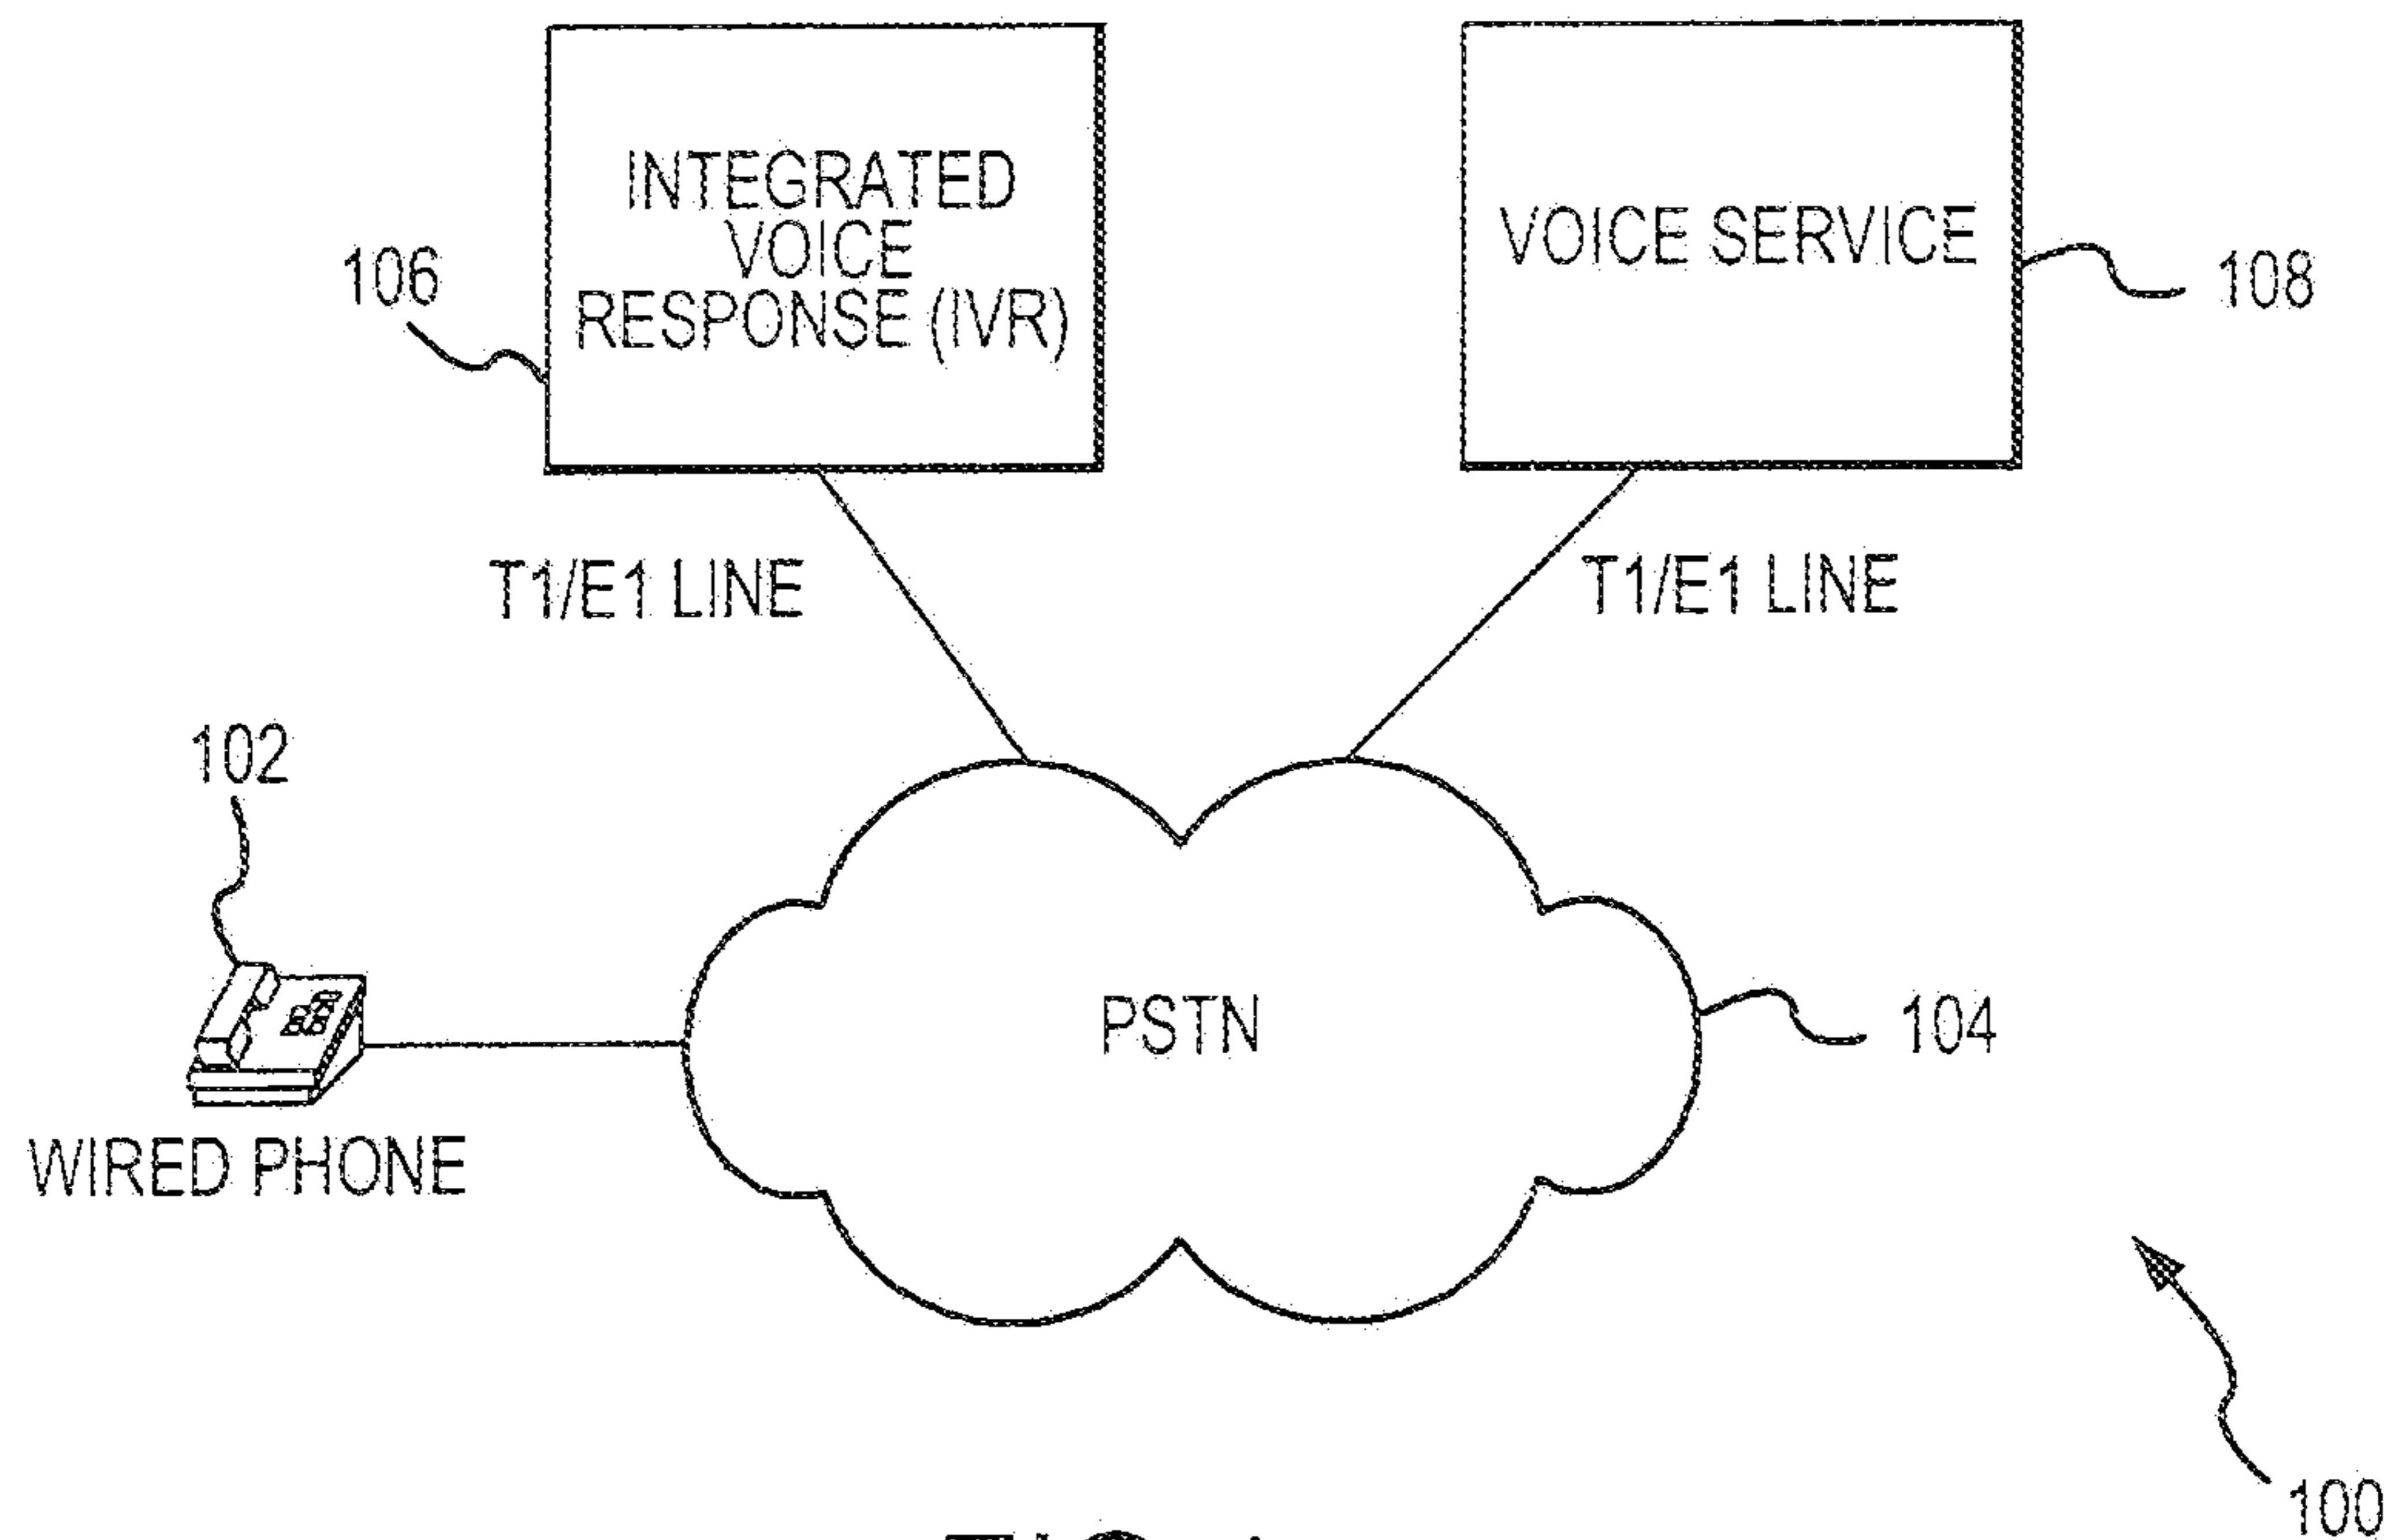 INTEGRATED
VOICE
RESPONSE (IVR)
VOICE SERVICE
106
108
T1/E1 LINE
T1/E1 LINE
102
PSTN
104
WIRED PHONE
100